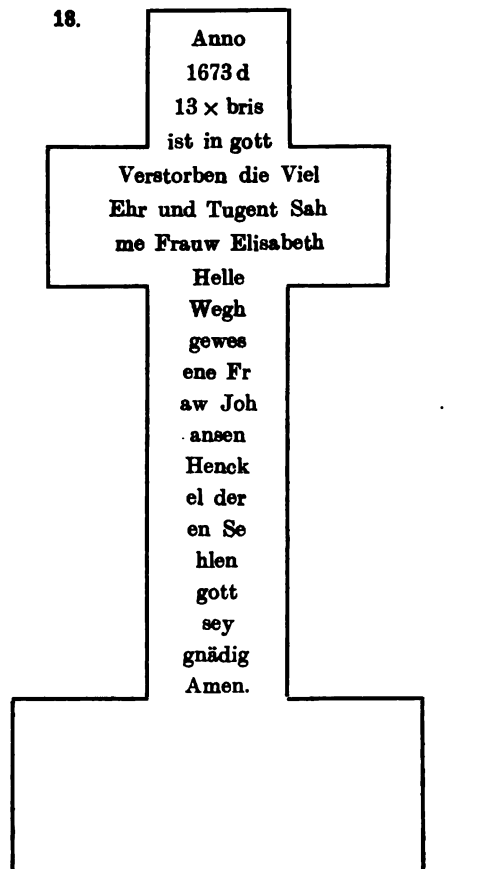 18.
Anno
1673 d
13 × bris
ist in gott
Verstorben die Viel
Ehr und Tugent Sah
me Frauw Elisabeth
Helle
Wegh
gewes
ene Fr
aw Joh
ansen
Henck
el der
en Se
hlen
gott
sey
gnädig
Amen.